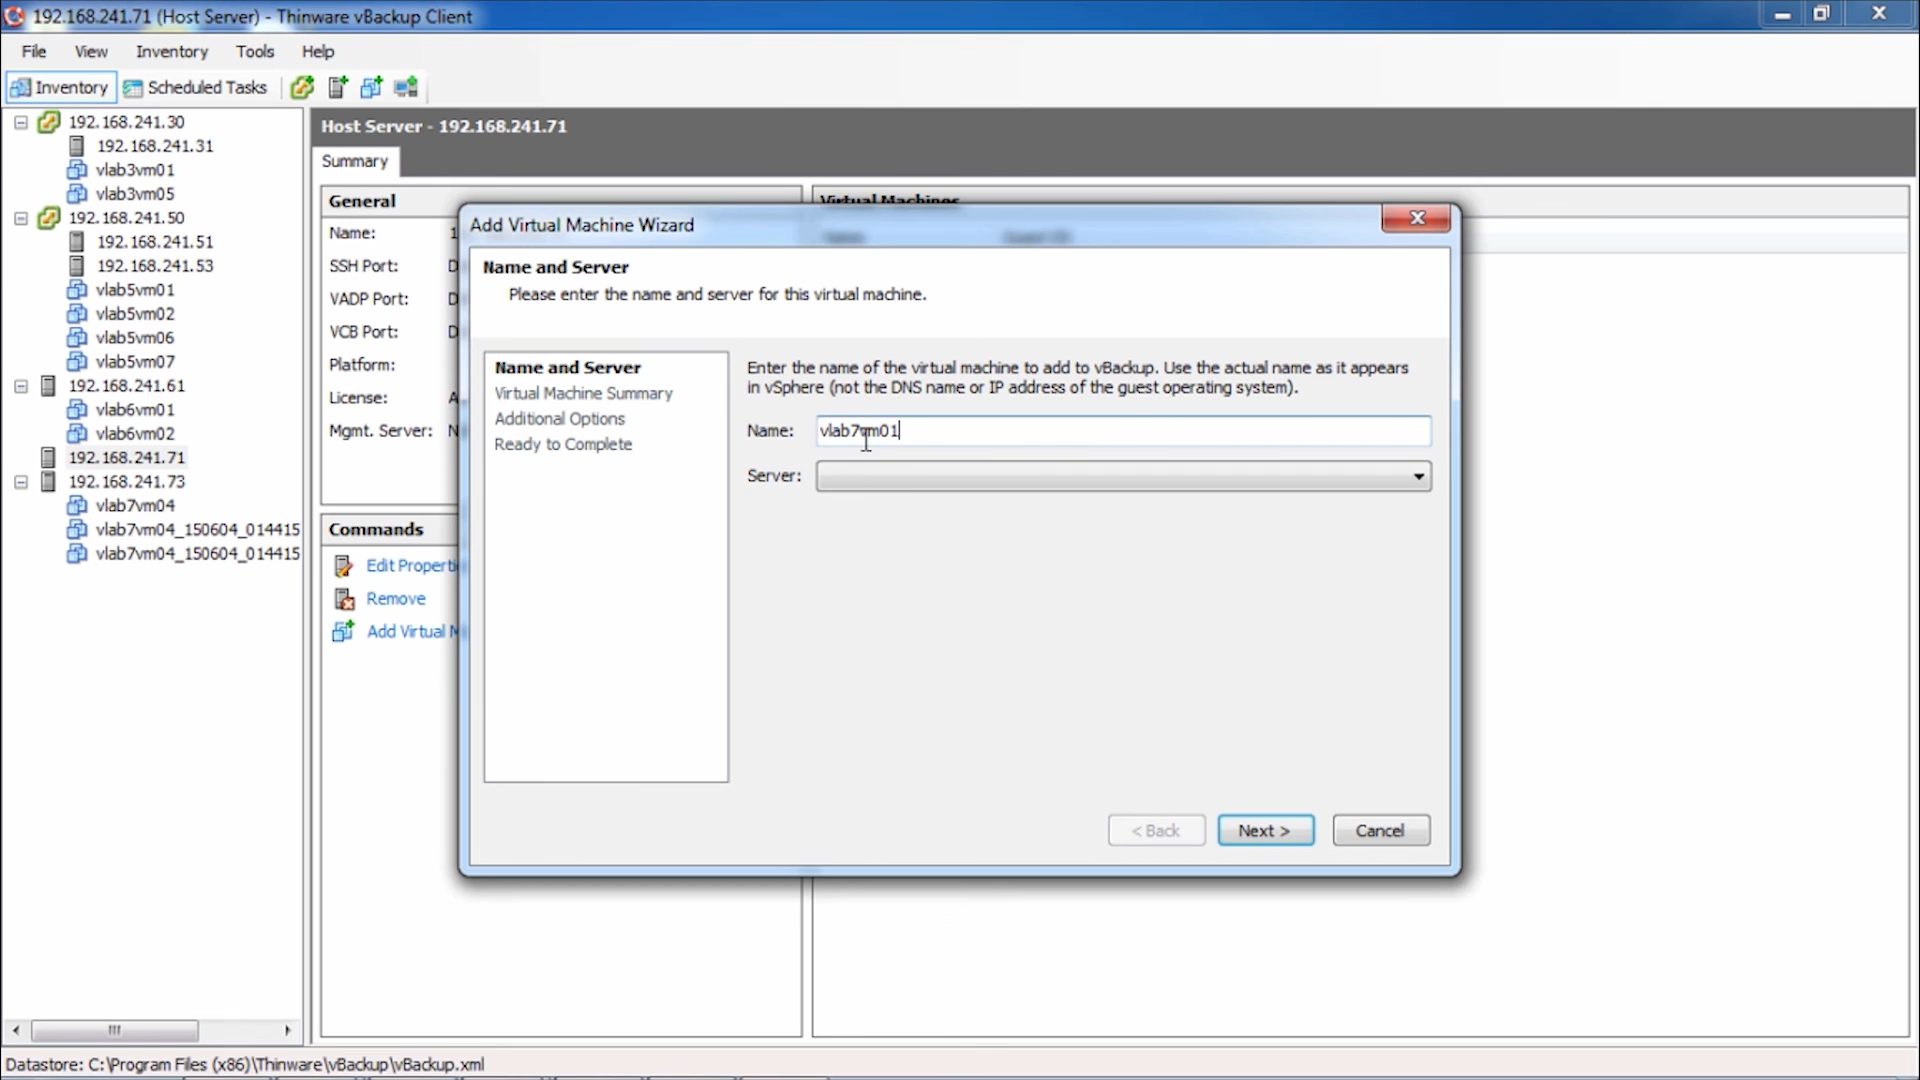 192.168.241.71 (Host Server) - Thinware vBackup Client
File View Inventory Tools Help
Inventory Scheduled Tasks
192.168.241.30
192.168.241.31
vlab3vm01
vlab3vm05
192.168.241.50
192.168.241.51
192.168.241.53
vlab5vm01
vlab5vm02
vlab5vm06
vlab5vm07
192.168.241.61
vlab6vm01
vlab6vm02
192.168.241.71
192.168.241.73
vlab7vm04
vlab7vm04_150604_014415
vlab7vm04_150604_014415
Host Server - 192.168.241.71
Summary
General
Name: 1
SSH Port: D
VADP Port: D
VCB Port: D
Platform:
License: A
Mgmt. Server: N
Commands
Edit Properti
Remove
Add Virtual M
Virtual Machines
Name Guest OS
Add Virtual Machine Wizard
Name and Server
Please enter the name and server for this virtual machine.
Name and Server
Virtual Machine Summary
Additional Options
Ready to Complete
Enter the name of the virtual machine to add to vBackup. Use the actual name as it appears
in vSphere (not the DNS name or IP address of the guest operating system).
Name: vlab7vm01
Server:
< Back Next > Cancel
Datastore: C:\Program Files (x86)\Thinware\vBackup\vBackup.xml